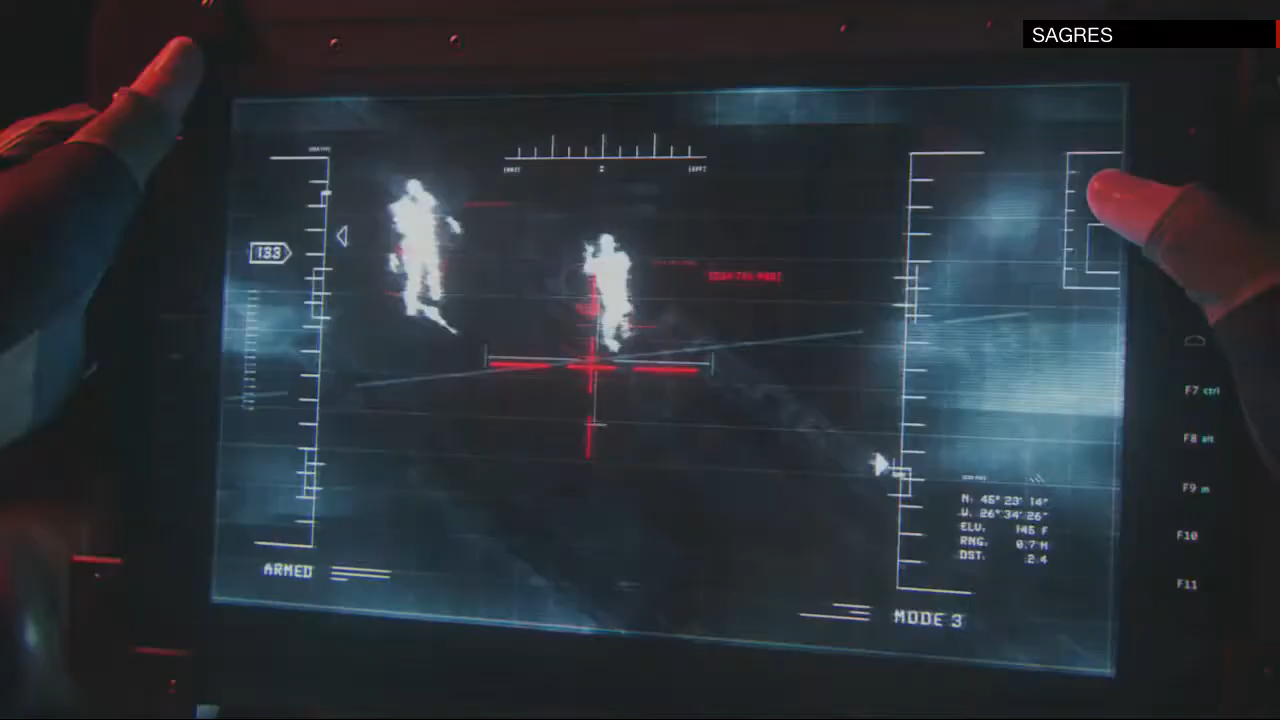 SAGRES
133
F7 ctrl
F8 alt
F9 m
N: 45° 23' 14"
W. 26° 34' 26"
ELV. 145 F
RNG. 0.7 M
DST. 2.4
F10
ARMED
F11
MODE 3